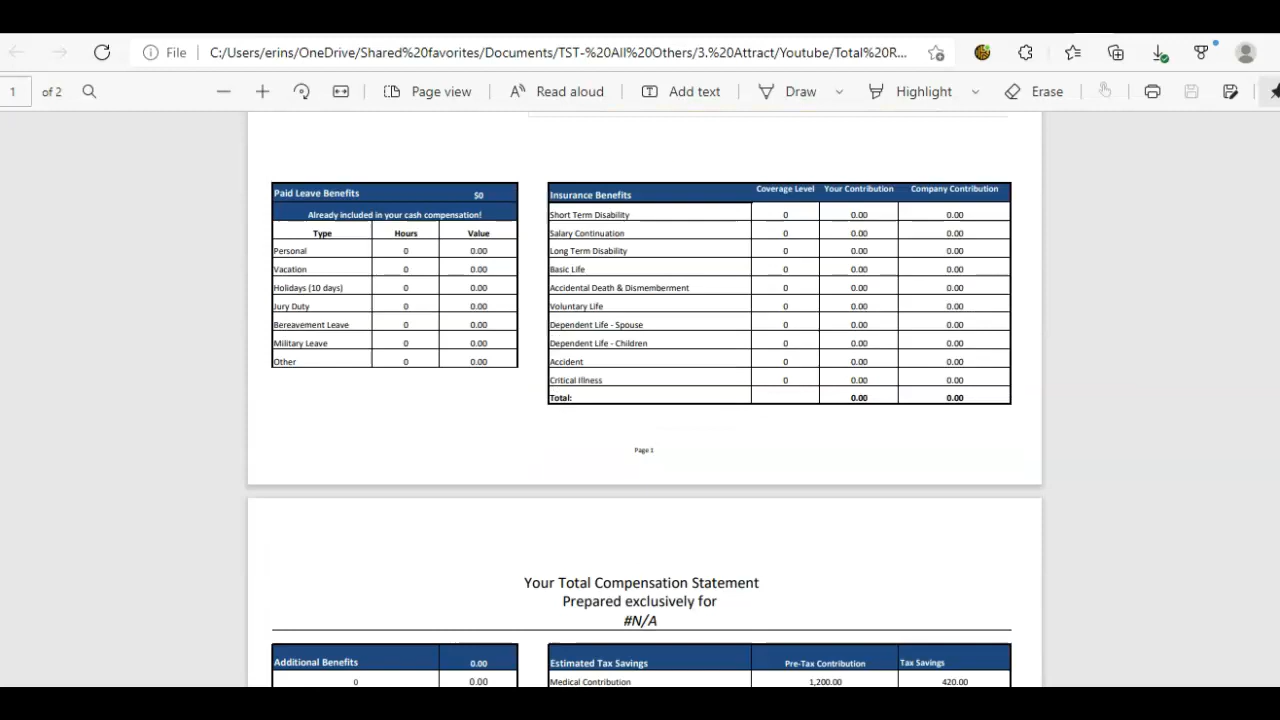 File C:/Users/erins/OneDrive/Shared%20favorites/Documents/TST-%20All%20Others/3.%20Attract/Youtube/Total%20R...
1 of 2 Page view Read aloud Add text Draw Highlight Erase
Paid Leave Benefits $0
Already included in your cash compensation!
Type Hours Value
Personal 0 0.00
Vacation 0 0.00
Holidays (10 days) 0 0.00
Jury Duty 0 0.00
Bereavement Leave 0 0.00
Military Leave 0 0.00
Other 0 0.00
Insurance Benefits Coverage Level Your Contribution Company Contribution
Short Term Disability 0 0.00 0.00
Salary Continuation 0 0.00 0.00
Long Term Disability 0 0.00 0.00
Basic Life 0 0.00 0.00
Accidental Death & Dismemberment 0 0.00 0.00
Voluntary Life 0 0.00 0.00
Dependent Life - Spouse 0 0.00 0.00
Dependent Life - Children 0 0.00 0.00
Accident 0 0.00 0.00
Critical Illness 0 0.00 0.00
Total: 0.00 0.00
Page 1
Your Total Compensation Statement
Prepared exclusively for
#N/A
Additional Benefits 0.00
0 0.00
Estimated Tax Savings Pre-Tax Contribution Tax Savings
Medical Contribution 1,200.00 420.00